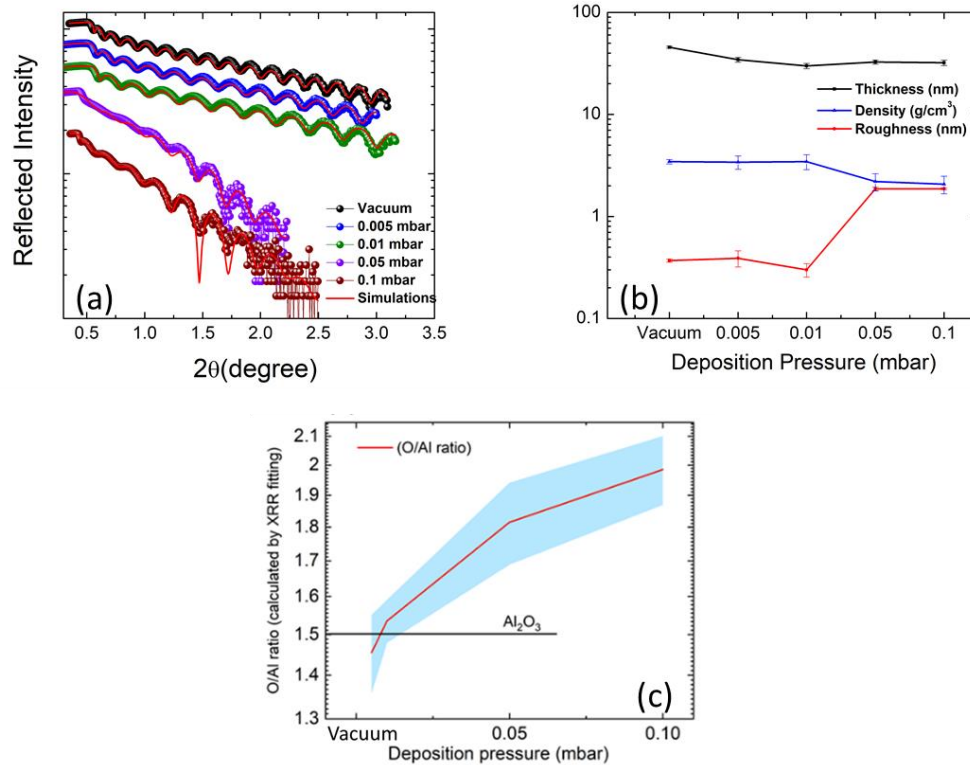 (a)
Reflected Intensity
Vacuum
0.005 mbar
0.01 mbar
0.05 mbar
0.1 mbar
Simulations
0.5 1.0 1.5 2.0 2.5 3.0 3.5
2θ(degree)
(b)
100
10
1
0.1
Thickness (nm)
Density (g/cm³)
Roughness (nm)
Vacuum 0.005 0.01 0.05 0.1
Deposition Pressure (mbar)
(c)
O/Al ratio (calculated by XRR fitting)
2.1
2
1.9
1.8
1.7
1.6
1.5
1.4
1.3
(O/Al ratio)
Al₂O₃
Vacuum 0.05 0.10
Deposition pressure (mbar)